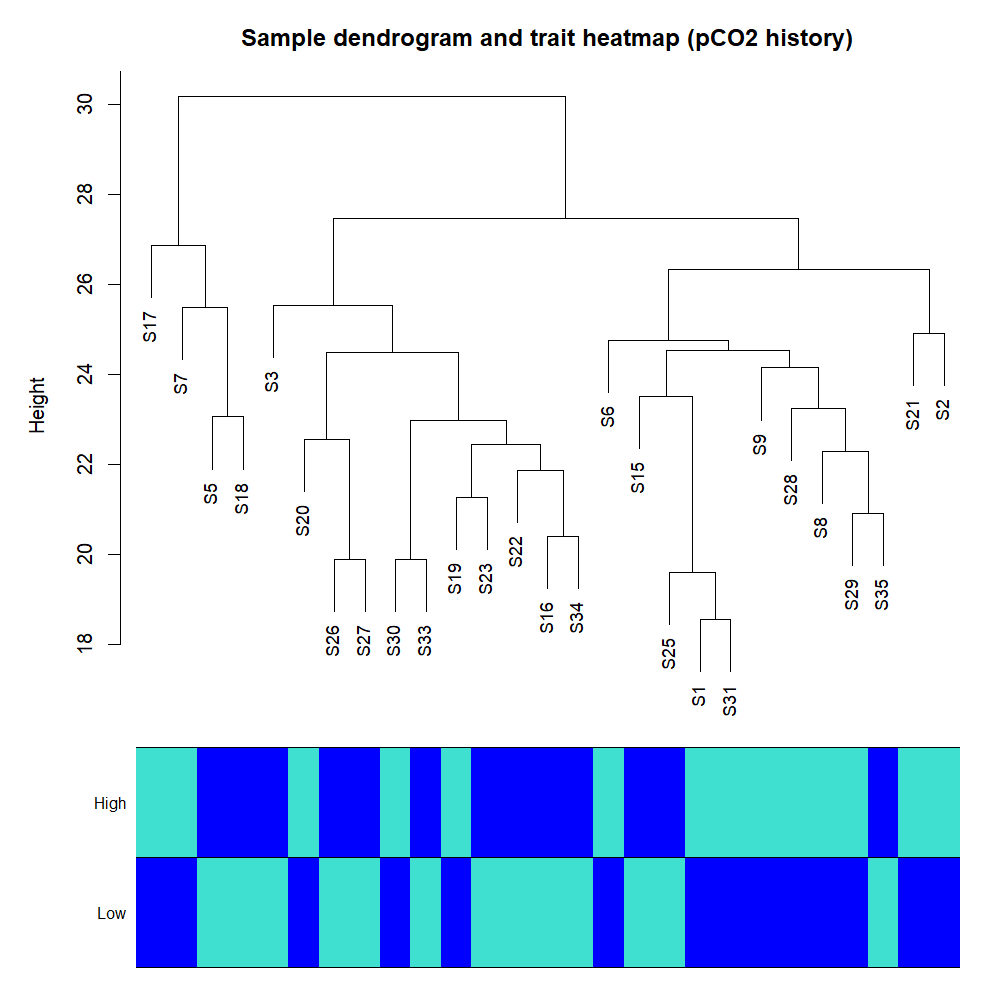 Sample dendrogram and trait heatmap (pCO2 history)
Height
30
28
26
24
22
20
18
S17
S7
S5
S18
S3
S20
S26
S27
S30
S33
S19
S23
S22
S16
S34
S6
S15
S25
S1
S31
S9
S28
S8
S29
S35
S21
S2
High
Low